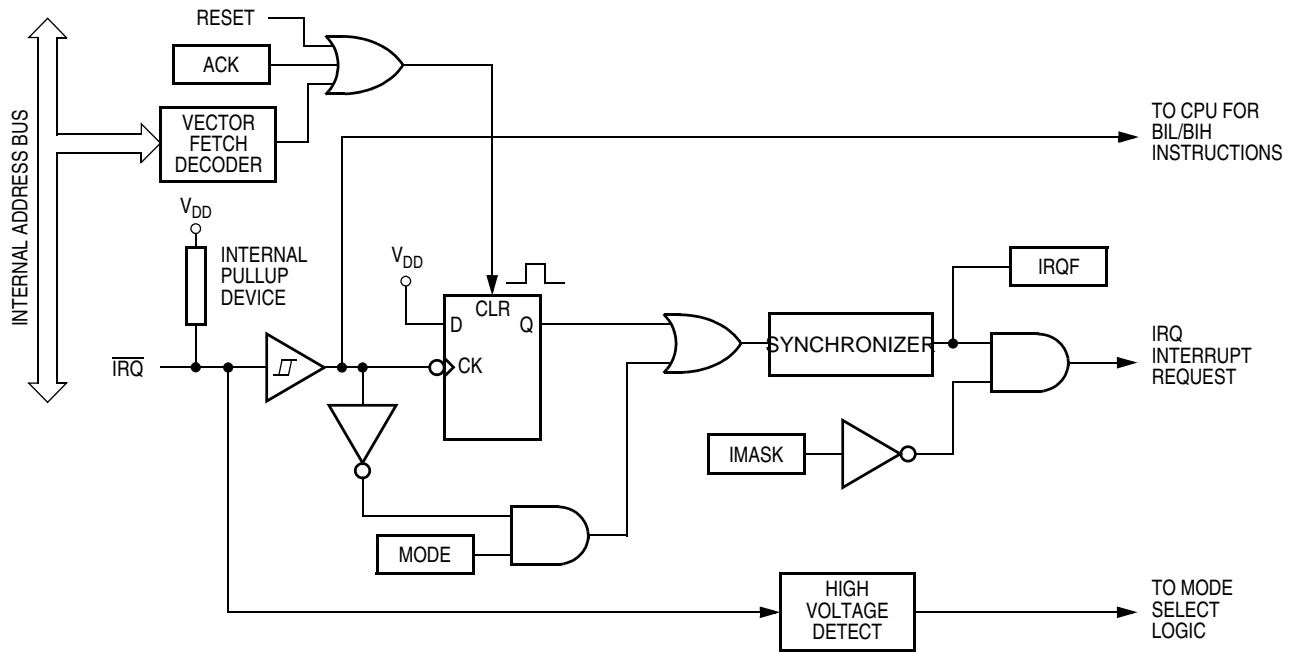 RESET
ACK
INTERNAL ADDRESS BUS
VECTOR
FETCH
DECODER
TO CPU FOR
BIL/BIH
INSTRUCTIONS
VDD
INTERNAL
PULLUP
DEVICE
VDD
D
CLR
Q
CK
IRQ
SYNCHRONIZER
IRQF
IRQ
INTERRUPT
REQUEST
IMASK
MODE
HIGH
VOLTAGE
DETECT
TO MODE
SELECT
LOGIC